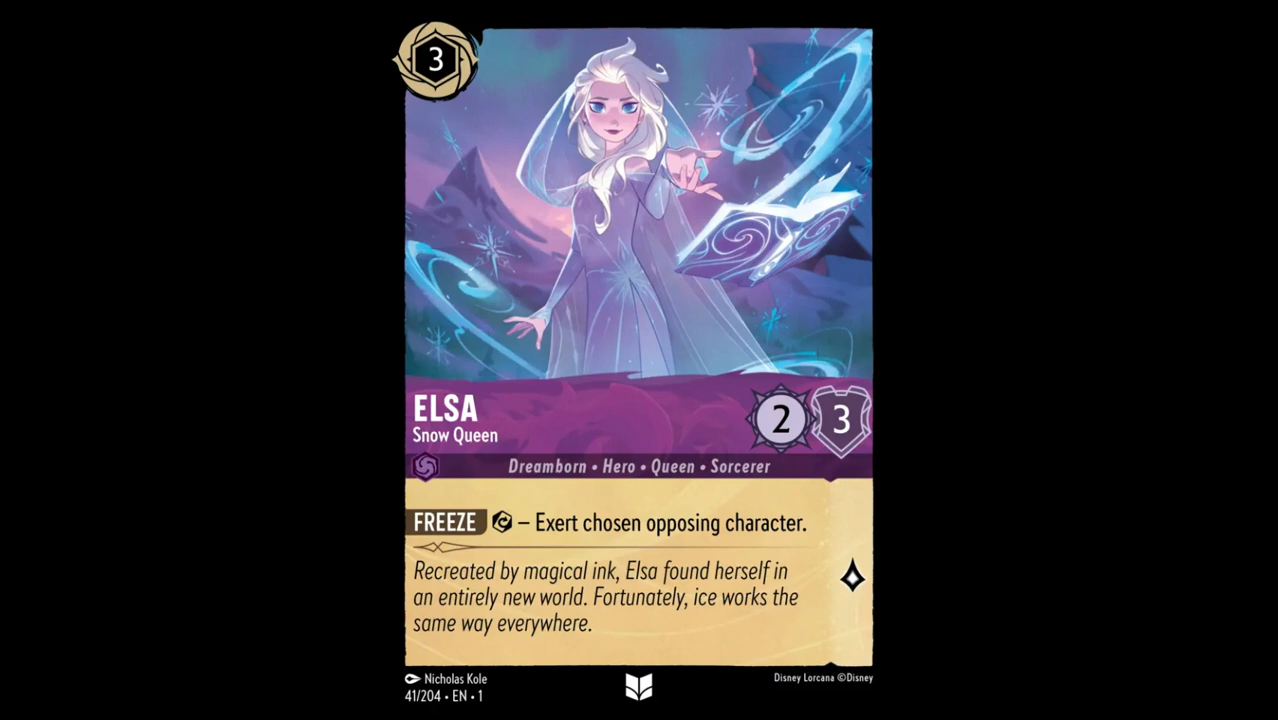 3
ELSA
Snow Queen
2
3
Dreamborn • Hero • Queen • Sorcerer
FREEZE – Exert chosen opposing character.
Recreated by magical ink, Elsa found herself in
an entirely new world. Fortunately, ice works the
same way everywhere.
Nicholas Kole
41/204 • EN • 1
Disney Lorcana ©Disney